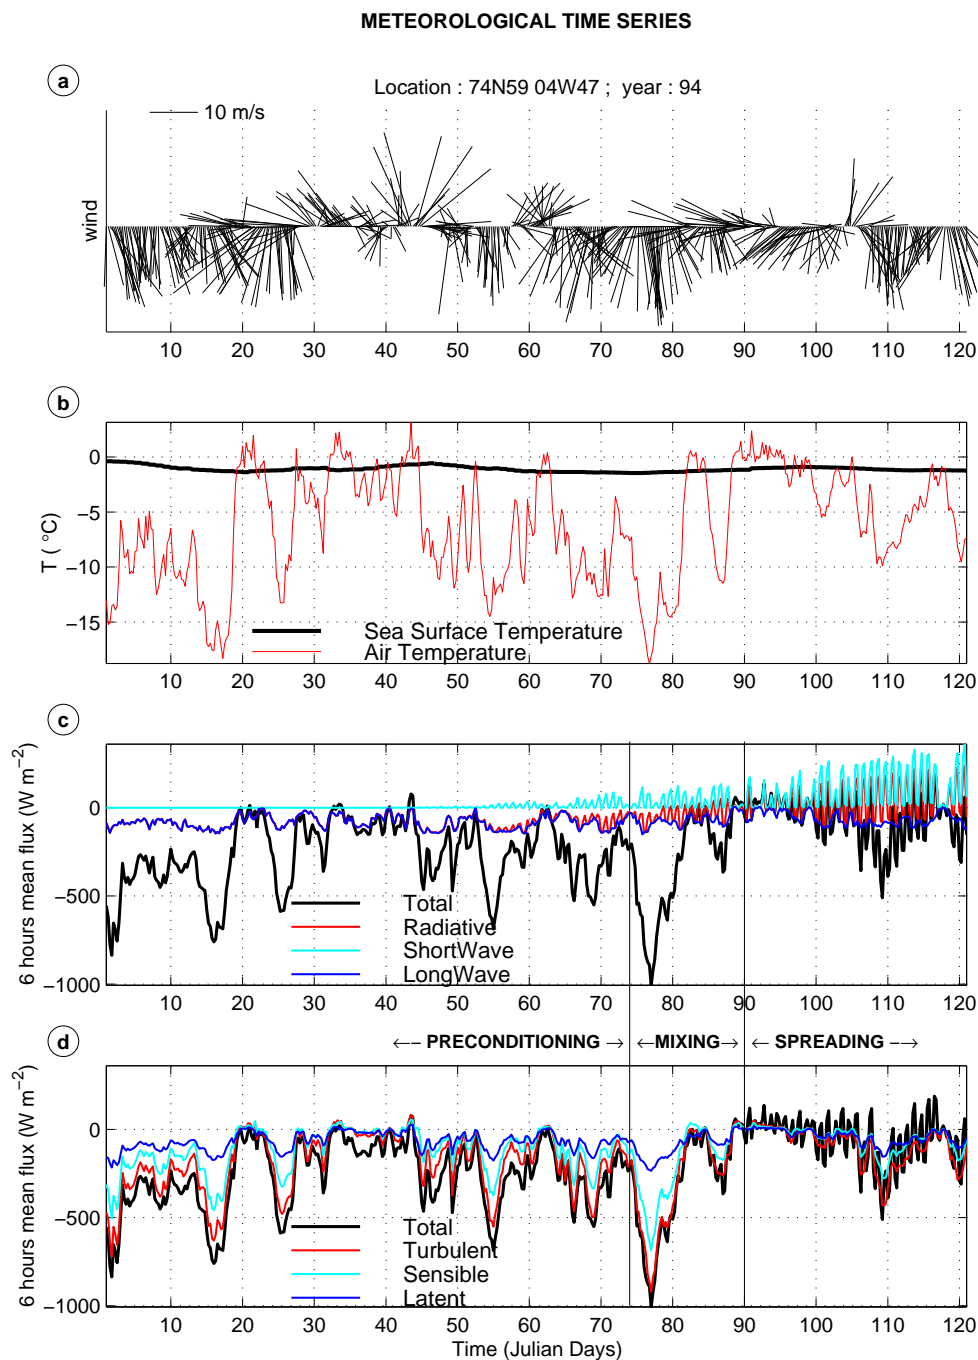 METEOROLOGICAL TIME SERIES
a
Location : 74N59 04W47 ; year : 94
10 m/s
wind
10 20 30 40 50 60 70 80 90 100 110 120
b
T ( °C)
0
−5
−10
−15
Sea Surface Temperature
Air Temperature
10 20 30 40 50 60 70 80 90 100 110 120
c
6 hours mean flux (W m−2)
0
−500
−1000
Total
Radiative
ShortWave
LongWave
10 20 30 40 50 60 70 80 90 100 110 120
d
←− PRECONDITIONING −→ ←MIXING−→ ← SPREADING −→
6 hours mean flux (W m−2)
0
−500
−1000
Total
Turbulent
Sensible
Latent
10 20 30 40 50 60 70 80 90 100 110 120
Time (Julian Days)